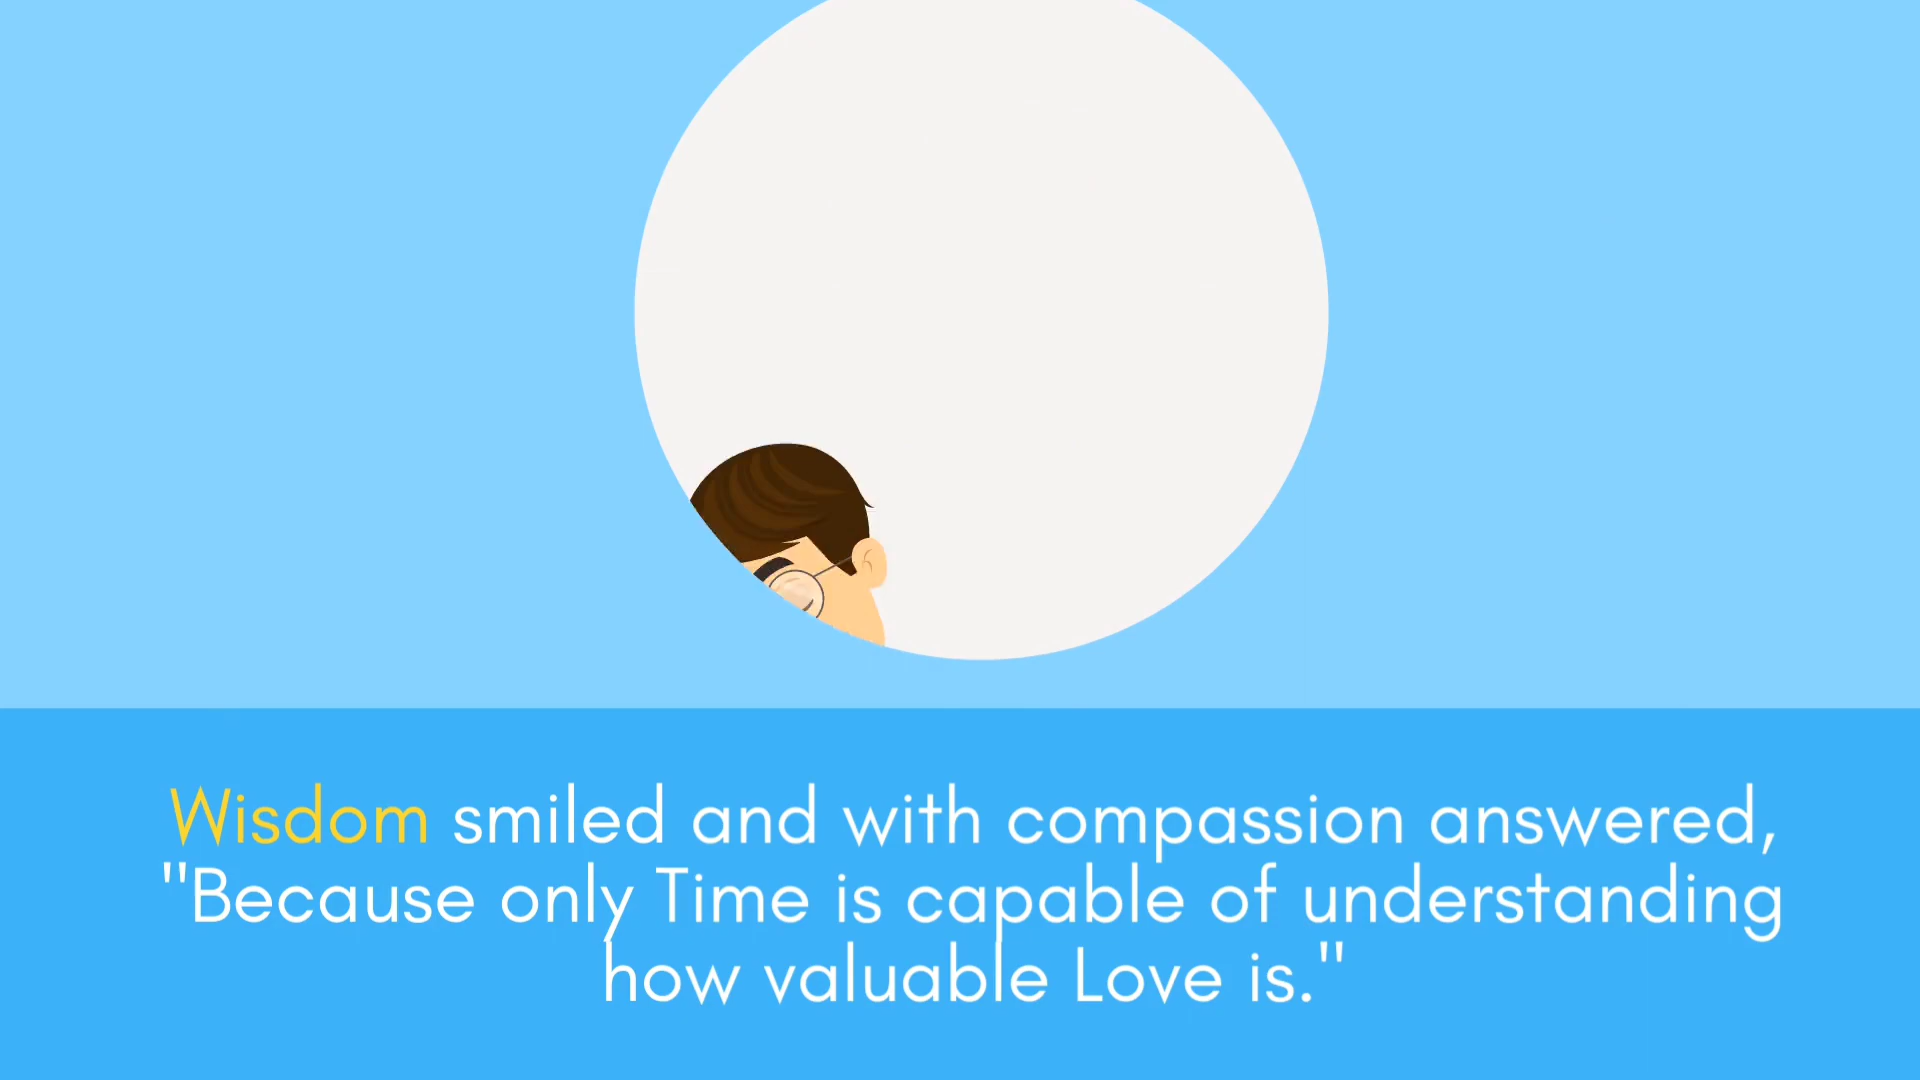 Wisdom smiled and with compassion answered,
"Because only Time is capable of understanding
how valuable Love is."